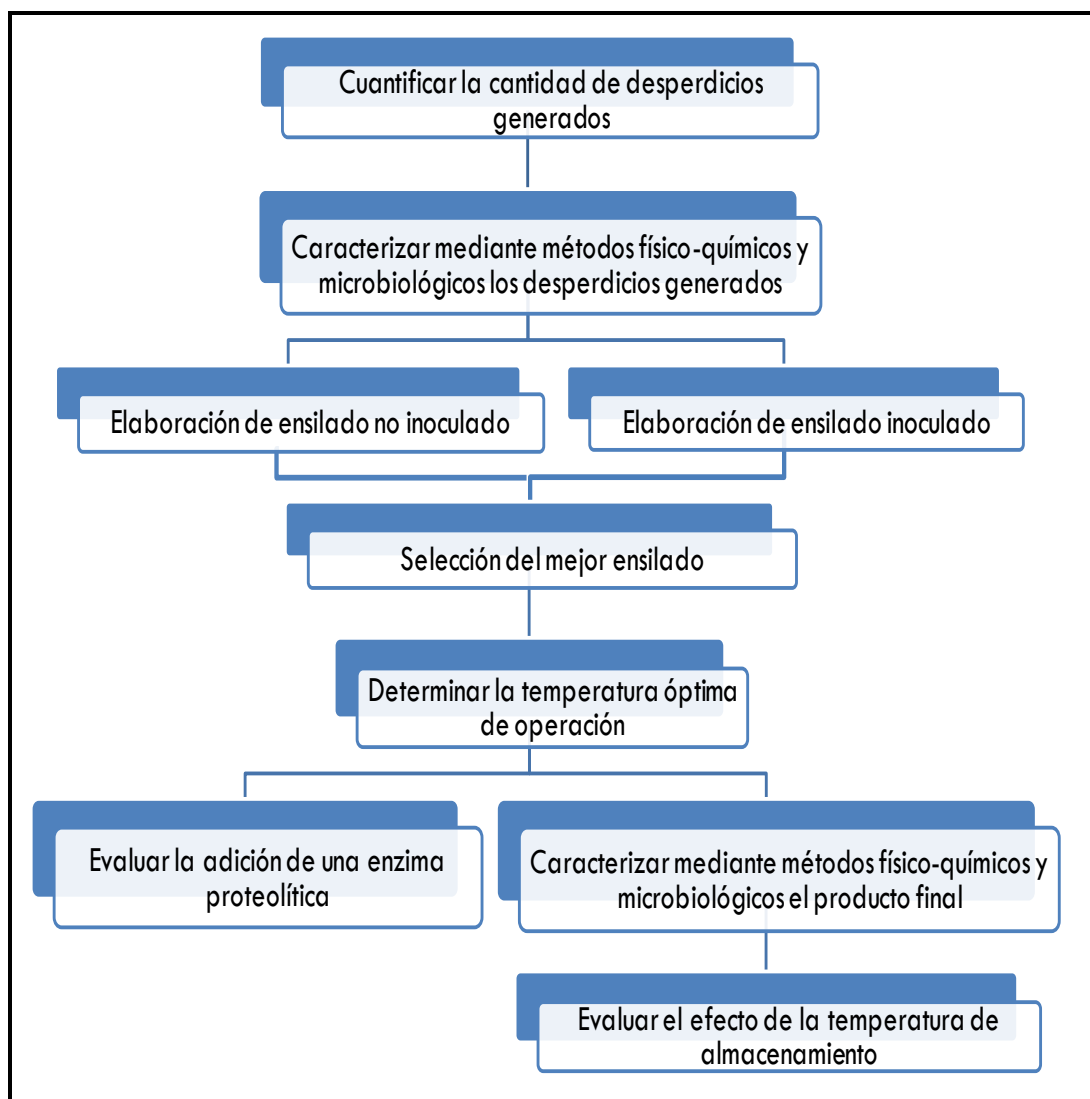 Cuantificar la cantidad de desperdicios
generados
Caracterizar mediante métodos físico-químicos y
microbiológicos los desperdicios generados
Elaboración de ensilado no inoculado
Elaboración de ensilado inoculado
Selección del mejor ensilado
Determinar la temperatura óptima
de operación
Evaluar la adición de una enzima
proteolítica
Caracterizar mediante métodos físico-químicos y
microbiológicos el producto final
Evaluar el efecto de la temperatura de
almacenamiento